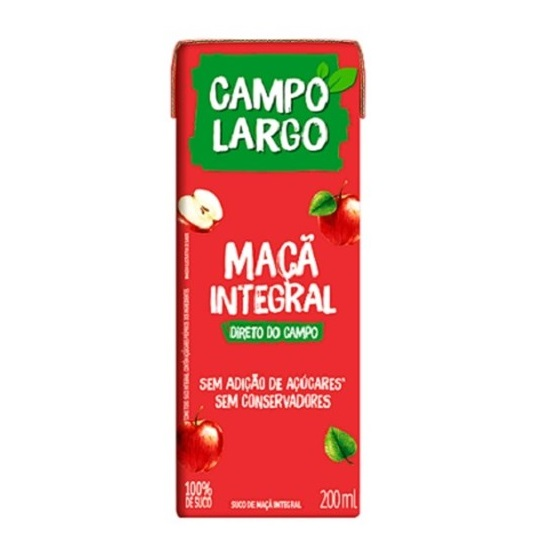 CAMPO
LARGO
MAÇÃ
INTEGRAL
DIRETO DO CAMPO
SEM ADIÇÃO DE AÇÚCARES*
SEM CONSERVADORES
100%
DE SUCO
SUCO DE MAÇÃ INTEGRAL
200ml